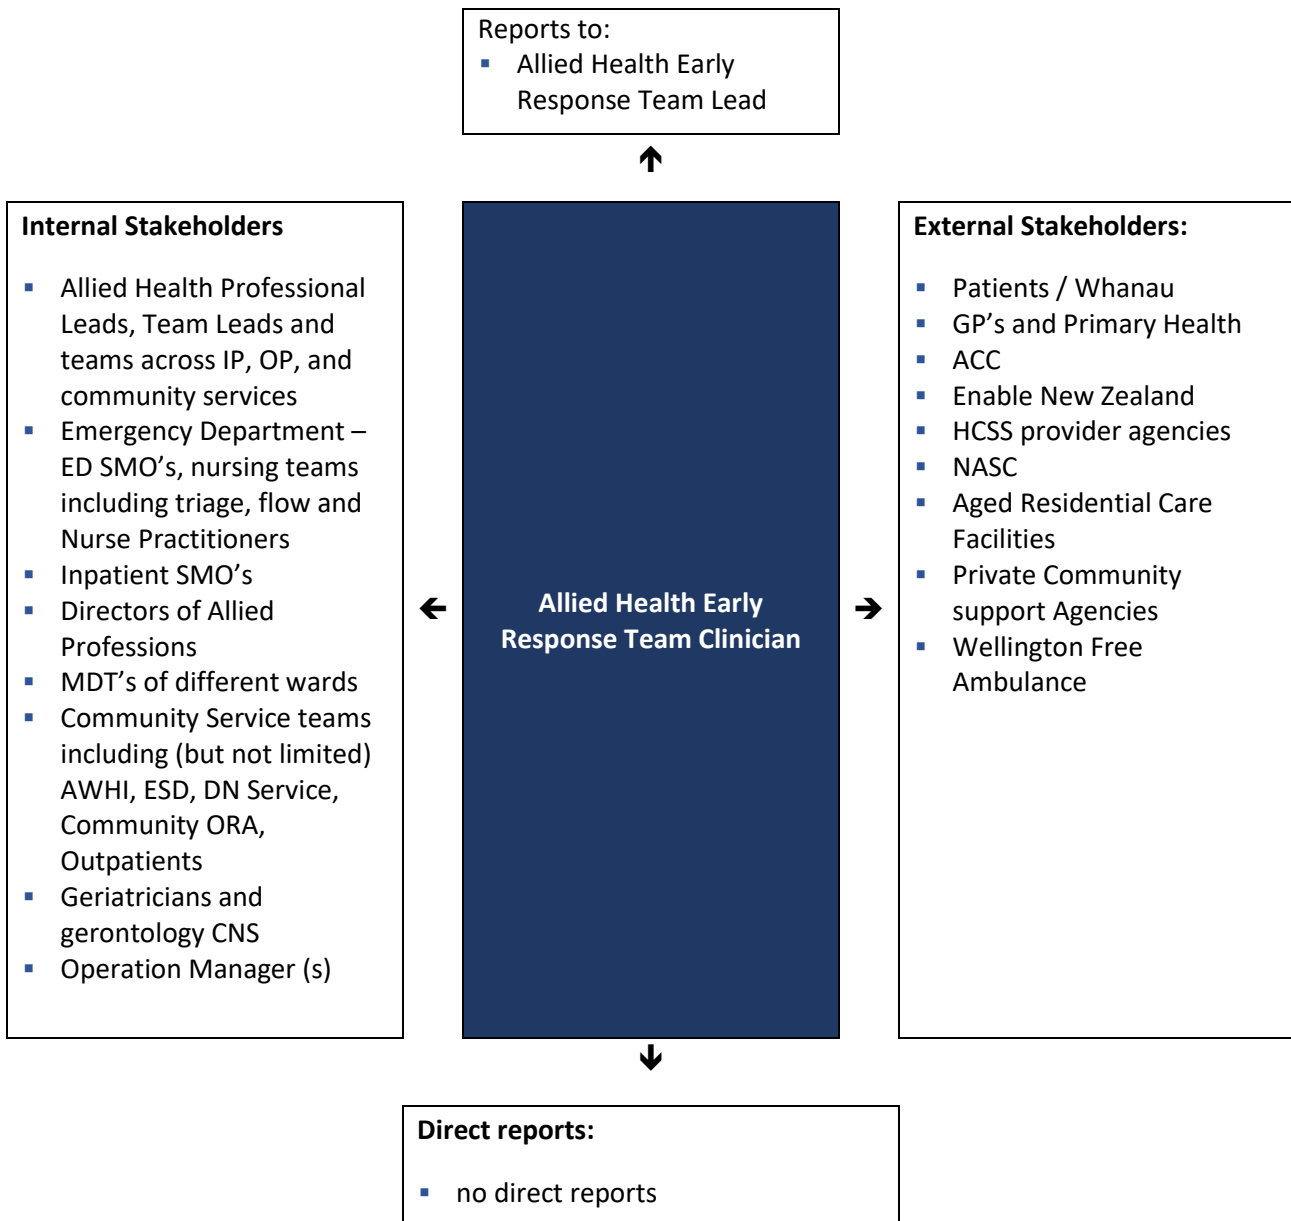 Reports to:
▪ Allied Health Early
Response Team Lead
Internal Stakeholders
▪ Allied Health Professional
Leads, Team Leads and
teams across IP, OP, and
community services
▪ Emergency Department –
ED SMO's, nursing teams
including triage, flow and
Nurse Practitioners
▪ Inpatient SMO's
▪ Directors of Allied
Professions
▪ MDT's of different wards
▪ Community Service teams
including (but not limited)
AWHI, ESD, DN Service,
Community ORA,
Outpatients
▪ Geriatricians and
gerontology CNS
▪ Operation Manager (s)
Allied Health Early
Response Team Clinician
External Stakeholders:
▪ Patients / Whanau
▪ GP's and Primary Health
▪ ACC
▪ Enable New Zealand
▪ HCSS provider agencies
▪ NASC
▪ Aged Residential Care
Facilities
▪ Private Community
support Agencies
▪ Wellington Free
Ambulance
Direct reports:
▪ no direct reports